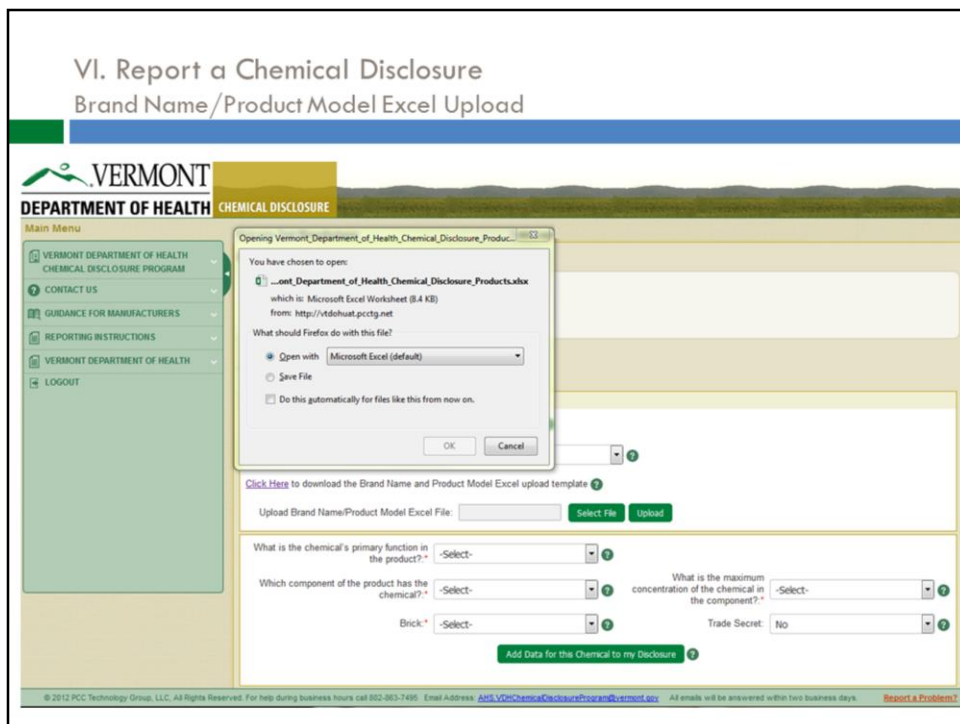 VI. Report a Chemical Disclosure
Brand Name/Product Model Excel Upload
VERMONT
DEPARTMENT OF HEALTH
CHEMICAL DISCLOSURE
Main Menu
VERMONT DEPARTMENT OF HEALTH
CHEMICAL DISCLOSURE PROGRAM
CONTACT US
GUIDANCE FOR MANUFACTURERS
REPORTING INSTRUCTIONS
VERMONT DEPARTMENT OF HEALTH
LOGOUT
Opening Vermont_Department_of_Health_Chemical_Disclosure_Produc...
You have chosen to open:
...ont_Department_of_Health_Chemical_Disclosure_Products.xlsx
which is: Microsoft Excel Worksheet (8.4 KB)
from: http://vtdohuat.pcctg.net
What should Firefox do with this file?
Open with Microsoft Excel (default)
Save File
Do this automatically for files like this from now on.
OK Cancel
Click Here to download the Brand Name and Product Model Excel upload template ?
Upload Brand Name/Product Model Excel File: Select File Upload
What is the chemical's primary function in
the product?:* -Select- ?
Which component of the product has the
chemical?:* -Select- ?
What is the maximum
concentration of the chemical in
the component?:* -Select- ?
Brick:* -Select- ?
Trade Secret: No ?
Add Data for this Chemical to my Disclosure ?
© 2012 PCC Technology Group, LLC, All Rights Reserved. For help during business hours call 802-863-7495 Email Address: AHS.VDHChemicalDisclosureProgram@vermont.gov All emails will be answered within two business days. Report a Problem?